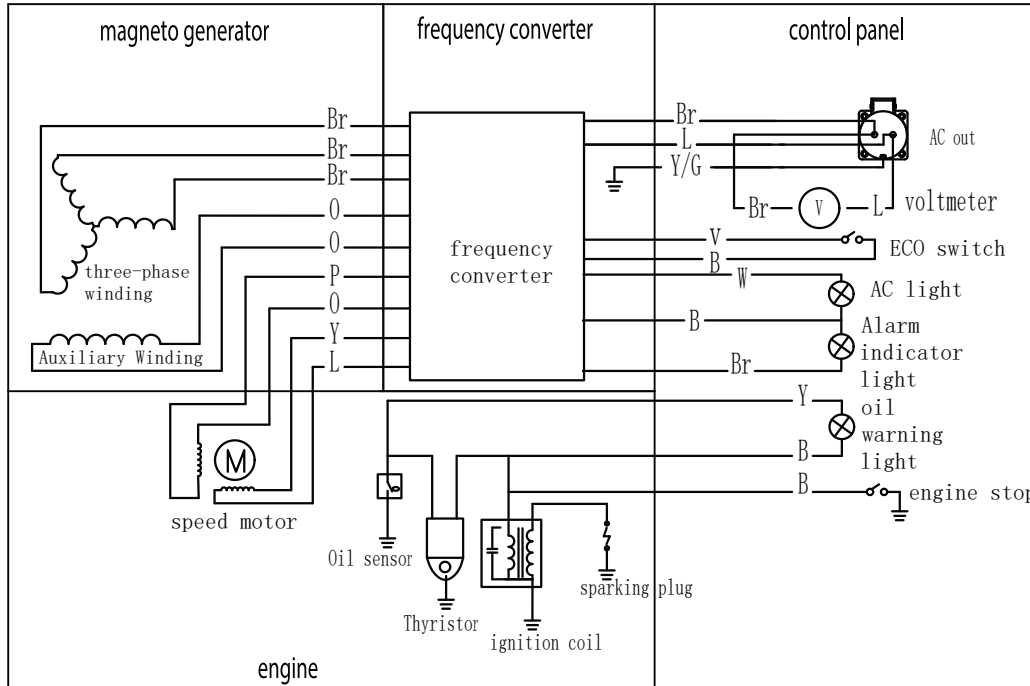 magneto generator
frequency converter
control panel
Br
Br
Br
O
O
P
O
Y
L
three-phase
winding
Auxiliary Winding
frequency
converter
Br
L
Y/G
AC out
Br
V
L
voltmeter
V
ECO switch
B
W
AC light
B
Alarm
indicator
light
Br
Y
oil
warning
light
B
B
engine stop
M
speed motor
Oil sensor
Thyristor
ignition coil
sparking plug
engine